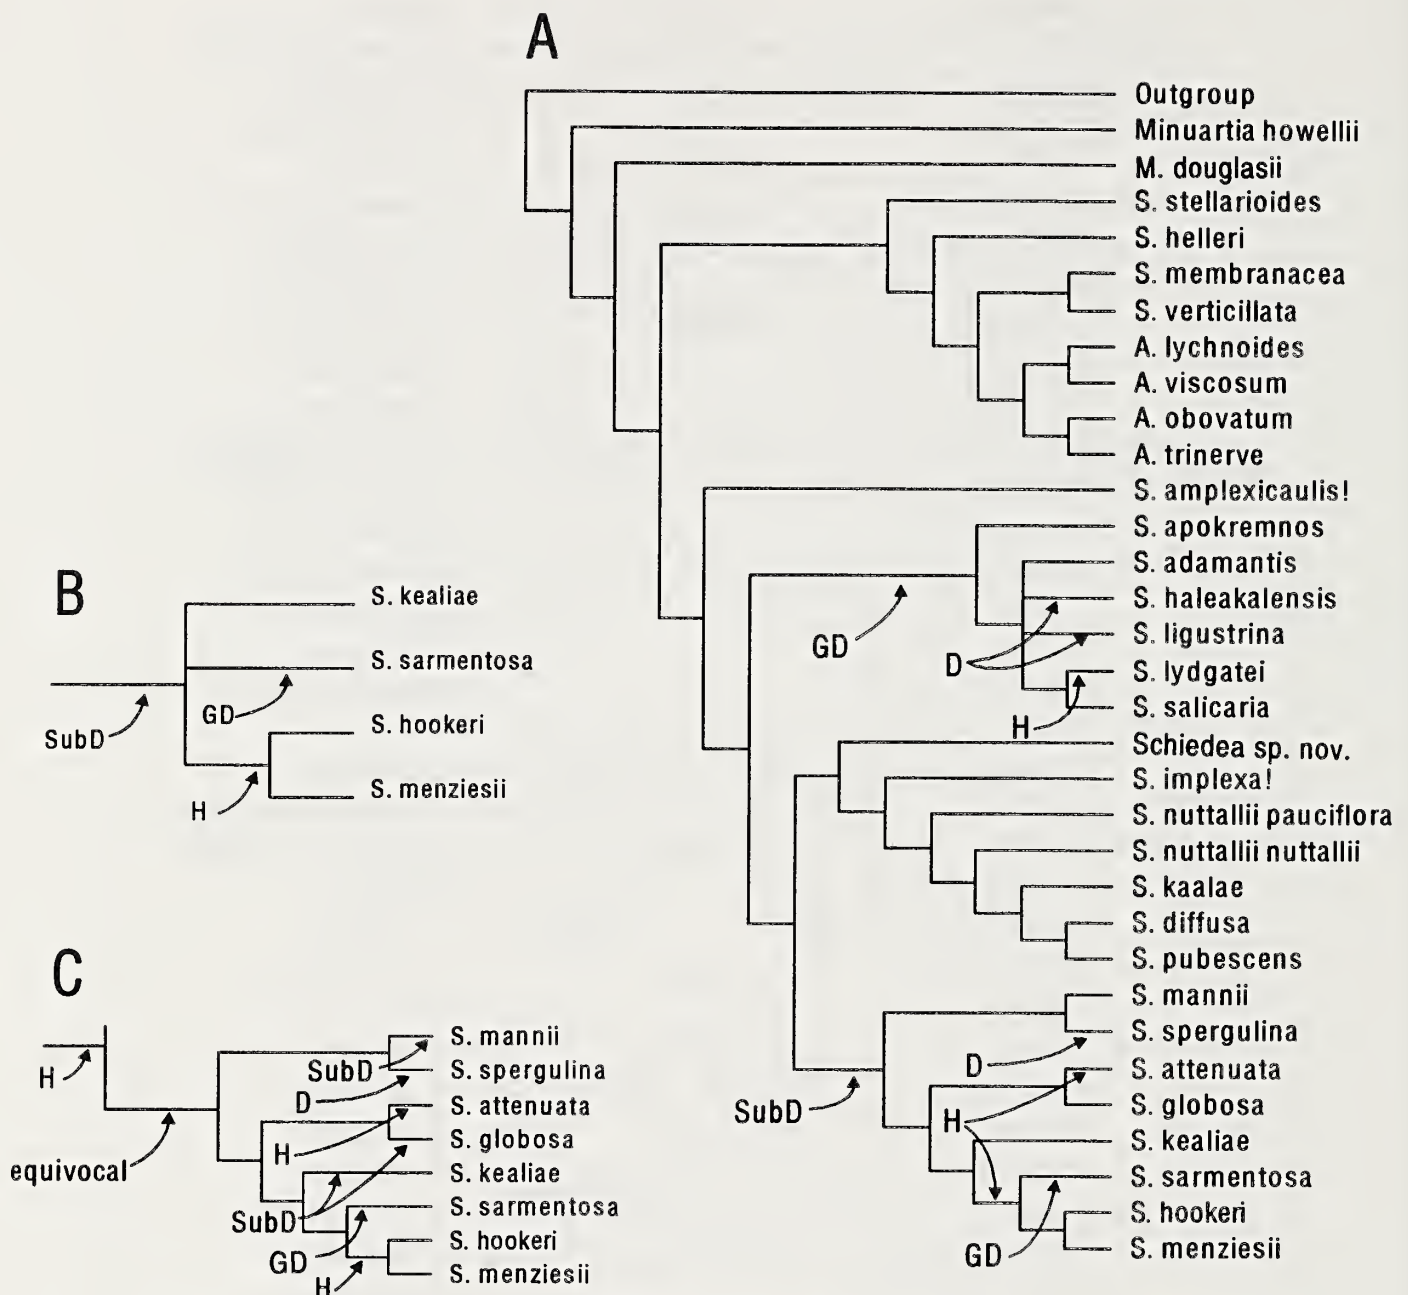 A
Outgroup
Minuartia howellii
M. douglasii
S. stellarioides
S. helleri
S. membranacea
S. verticillata
A. lychnoides
A. viscosum
A. obovatum
A. trinerve
S. amplexicaulis!
S. apokremnos
S. adamantis
S. haleakalensis
S. ligustrina
S. lydgatei
S. salicaria
Schiedea sp. nov.
S. implexa!
S. nuttallii pauciflora
S. nuttallii nuttallii
S. kaalae
S. diffusa
S. pubescens
S. mannii
S. spergulina
S. attenuata
S. globosa
S. kealiae
S. sarmentosa
S. hookeri
S. menziesii
GD
D
H
D
SubD
H
GD
B
S. kealiae
S. sarmentosa
S. hookeri
S. menziesii
SubD
GD
H
C
S. mannii
S. spergulina
S. attenuata
S. globosa
S. kealiae
S. sarmentosa
S. hookeri
S. menziesii
H
SubD
D
H
equivocal
SubD
GD
H